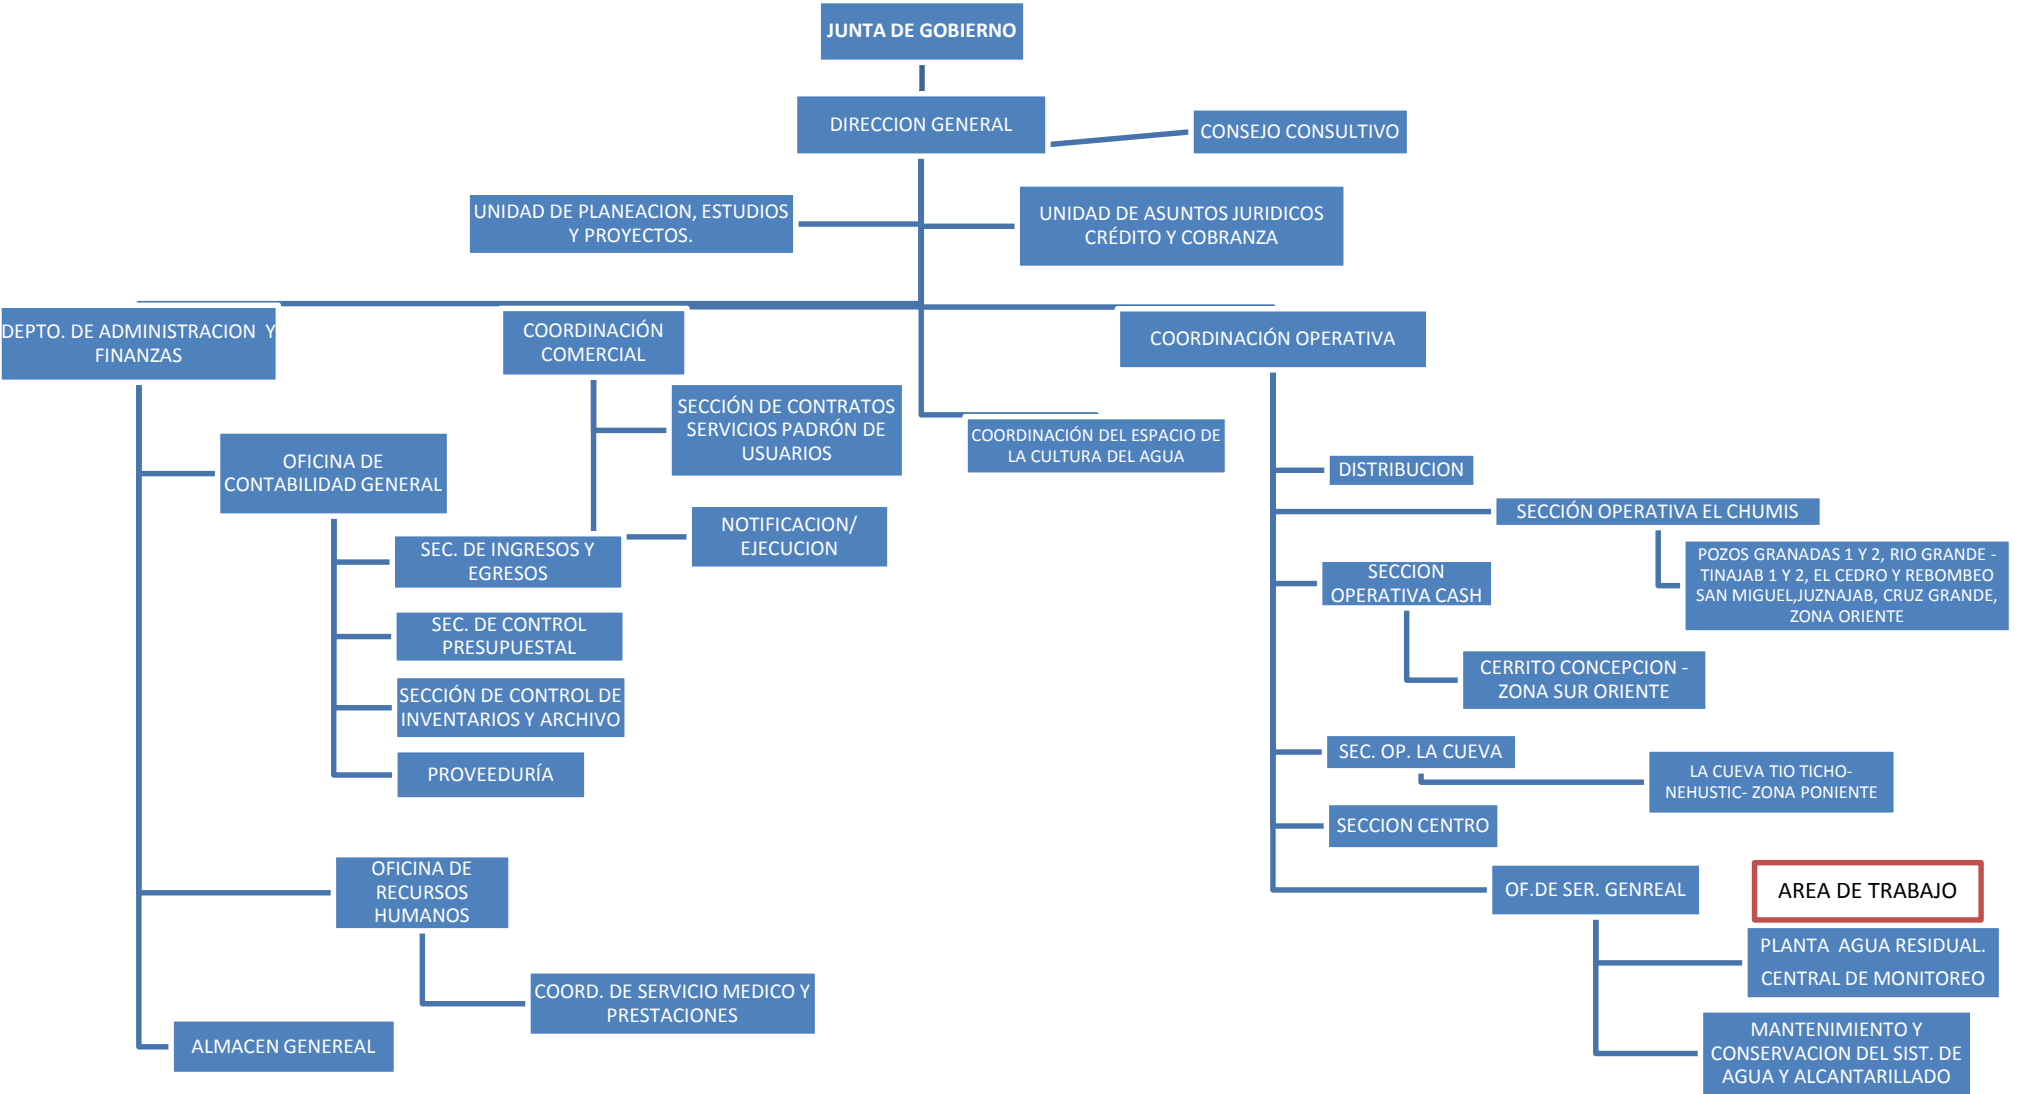 JUNTA DE GOBIERNO
DIRECCION GENERAL
CONSEJO CONSULTIVO
UNIDAD DE PLANEACION, ESTUDIOS
Y PROYECTOS.
UNIDAD DE ASUNTOS JURIDICOS
CRÉDITO Y COBRANZA
DEPTO. DE ADMINISTRACION Y
FINANZAS
COORDINACIÓN
COMERCIAL
COORDINACIÓN OPERATIVA
SECCIÓN DE CONTRATOS
SERVICIOS PADRÓN DE
USUARIOS
COORDINACIÓN DEL ESPACIO DE
LA CULTURA DEL AGUA
OFICINA DE
CONTABILIDAD GENERAL
DISTRIBUCION
SECCIÓN OPERATIVA EL CHUMIS
NOTIFICACION/
EJECUCION
SEC. DE INGRESOS Y
EGRESOS
POZOS GRANADAS 1 Y 2, RIO GRANDE -
TINAJAB 1 Y 2, EL CEDRO Y REBOMBEO
SAN MIGUEL,JUZNAJAB, CRUZ GRANDE,
ZONA ORIENTE
SECCION
OPERATIVA CASH
SEC. DE CONTROL
PRESUPUESTAL
CERRITO CONCEPCION -
ZONA SUR ORIENTE
SECCIÓN DE CONTROL DE
INVENTARIOS Y ARCHIVO
SEC. OP. LA CUEVA
LA CUEVA TIO TICHO-
NEHUSTIC- ZONA PONIENTE
PROVEEDURÍA
SECCION CENTRO
OFICINA DE
RECURSOS
HUMANOS
OF.DE SER. GENREAL
AREA DE TRABAJO
PLANTA AGUA RESIDUAL.
CENTRAL DE MONITOREO
COORD. DE SERVICIO MEDICO Y
PRESTACIONES
ALMACEN GENEREAL
MANTENIMIENTO Y
CONSERVACION DEL SIST. DE
AGUA Y ALCANTARILLADO